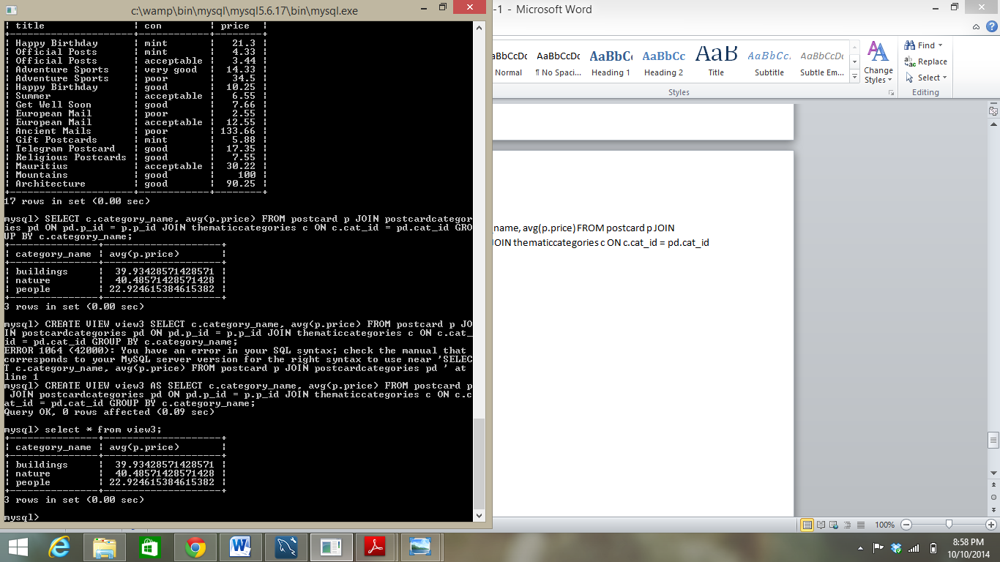 c:\wamp\bin\mysql\mysql5.6.17\bin\mysql.exe
| title | con | price |
+---------------------+------------+--------+
| Happy Birthday | mint | 21.3 |
| Official Posts | mint | 4.33 |
| Official Posts | acceptable | 3.44 |
| Adventure Sports | very good | 14.33 |
| Adventure Sports | poor | 34.5 |
| Happy Birthday | good | 10.25 |
| Summer | acceptable | 6.55 |
| Get Well Soon | good | 7.66 |
| European Mail | poor | 2.55 |
| European Mail | acceptable | 12.55 |
| Ancient Mails | poor | 133.66 |
| Gift Postcards | mint | 5.88 |
| Telegram Postcard | good | 17.35 |
| Religious Postcards | good | 7.55 |
| Mauritius | acceptable | 30.22 |
| Mountains | good | 100 |
| Architecture | good | 90.25 |
+---------------------+------------+--------+
17 rows in set (0.00 sec)
mysql> SELECT c.category_name, avg(p.price) FROM postcard p JOIN postcardcategor
ies pd ON pd.p_id = p.p_id JOIN thematiccategories c ON c.cat_id = pd.cat_id GRO
UP BY c.category_name;
+---------------+--------------------+
| category_name | avg(p.price) |
+---------------+--------------------+
| buildings | 39.93428571428571 |
| nature | 40.48571428571428 |
| people | 22.924615384615382 |
+---------------+--------------------+
3 rows in set (0.00 sec)
mysql> CREATE VIEW view3 SELECT c.category_name, avg(p.price) FROM postcard p JO
IN postcardcategories pd ON pd.p_id = p.p_id JOIN thematiccategories c ON c.cat_
id = pd.cat_id GROUP BY c.category_name;
ERROR 1064 (42000): You have an error in your SQL syntax; check the manual that
corresponds to your MySQL server version for the right syntax to use near 'SELEC
T c.category_name, avg(p.price) FROM postcard p JOIN postcardcategories pd ' at
line 1
mysql> CREATE VIEW view3 AS SELECT c.category_name, avg(p.price) FROM postcard p
JOIN postcardcategories pd ON pd.p_id = p.p_id JOIN thematiccategories c ON c.c
at_id = pd.cat_id GROUP BY c.category_name;
Query OK, 0 rows affected (0.09 sec)
mysql> select * from view3;
+---------------+--------------------+
| category_name | avg(p.price) |
+---------------+--------------------+
| buildings | 39.93428571428571 |
| nature | 40.48571428571428 |
| people | 22.924615384615382 |
+---------------+--------------------+
3 rows in set (0.00 sec)
mysql>
-1 - Microsoft Word
aBbCcDc AaBbCcDc AaBbC AaBbCc AaB AaBbCc. AaBbCcDc
Normal ¶ No Spaci... Heading 1 Heading 2 Title Subtitle Subtle Em...
Change
Styles
Find
Replace
Select
Styles
Editing
_name, avg(p.price) FROM postcard p JOIN
JOIN thematiccategories c ON c.cat_id = pd.cat_id
100%
8:58 PM
10/10/2014